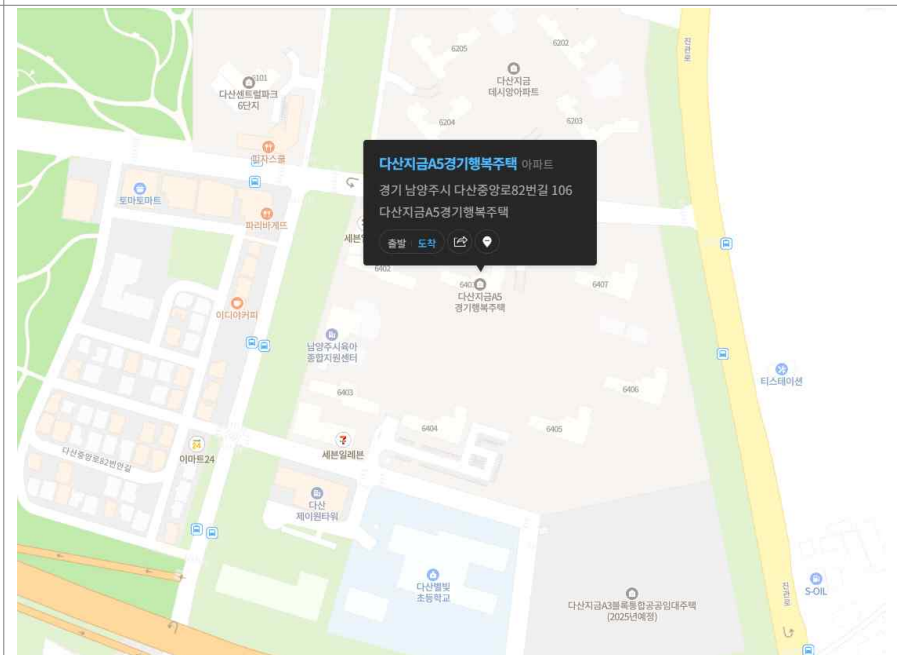 6205
6202
진관로
6101
다산센트럴파크
6단지
다산지금
데시앙아파트
6204
6203
피자스쿨
토마토마트
파리바게뜨
다산지금A5경기행복주택 아파트
경기 남양주시 다산중앙로82번길 106
다산지금A5경기행복주택
출발 도착
6402
다산지금A5
경기행복주택
6407
이디야커피
남양주시육아
종합지원센터
티스테이션
6403
6406
6404
6405
다산중앙로82번안길
이마트24
세븐일레븐
다산
제이원타워
다산별빛
초등학교
다산지금A3블록통합공공임대주택
(2025년예정)
진관로
S-OIL